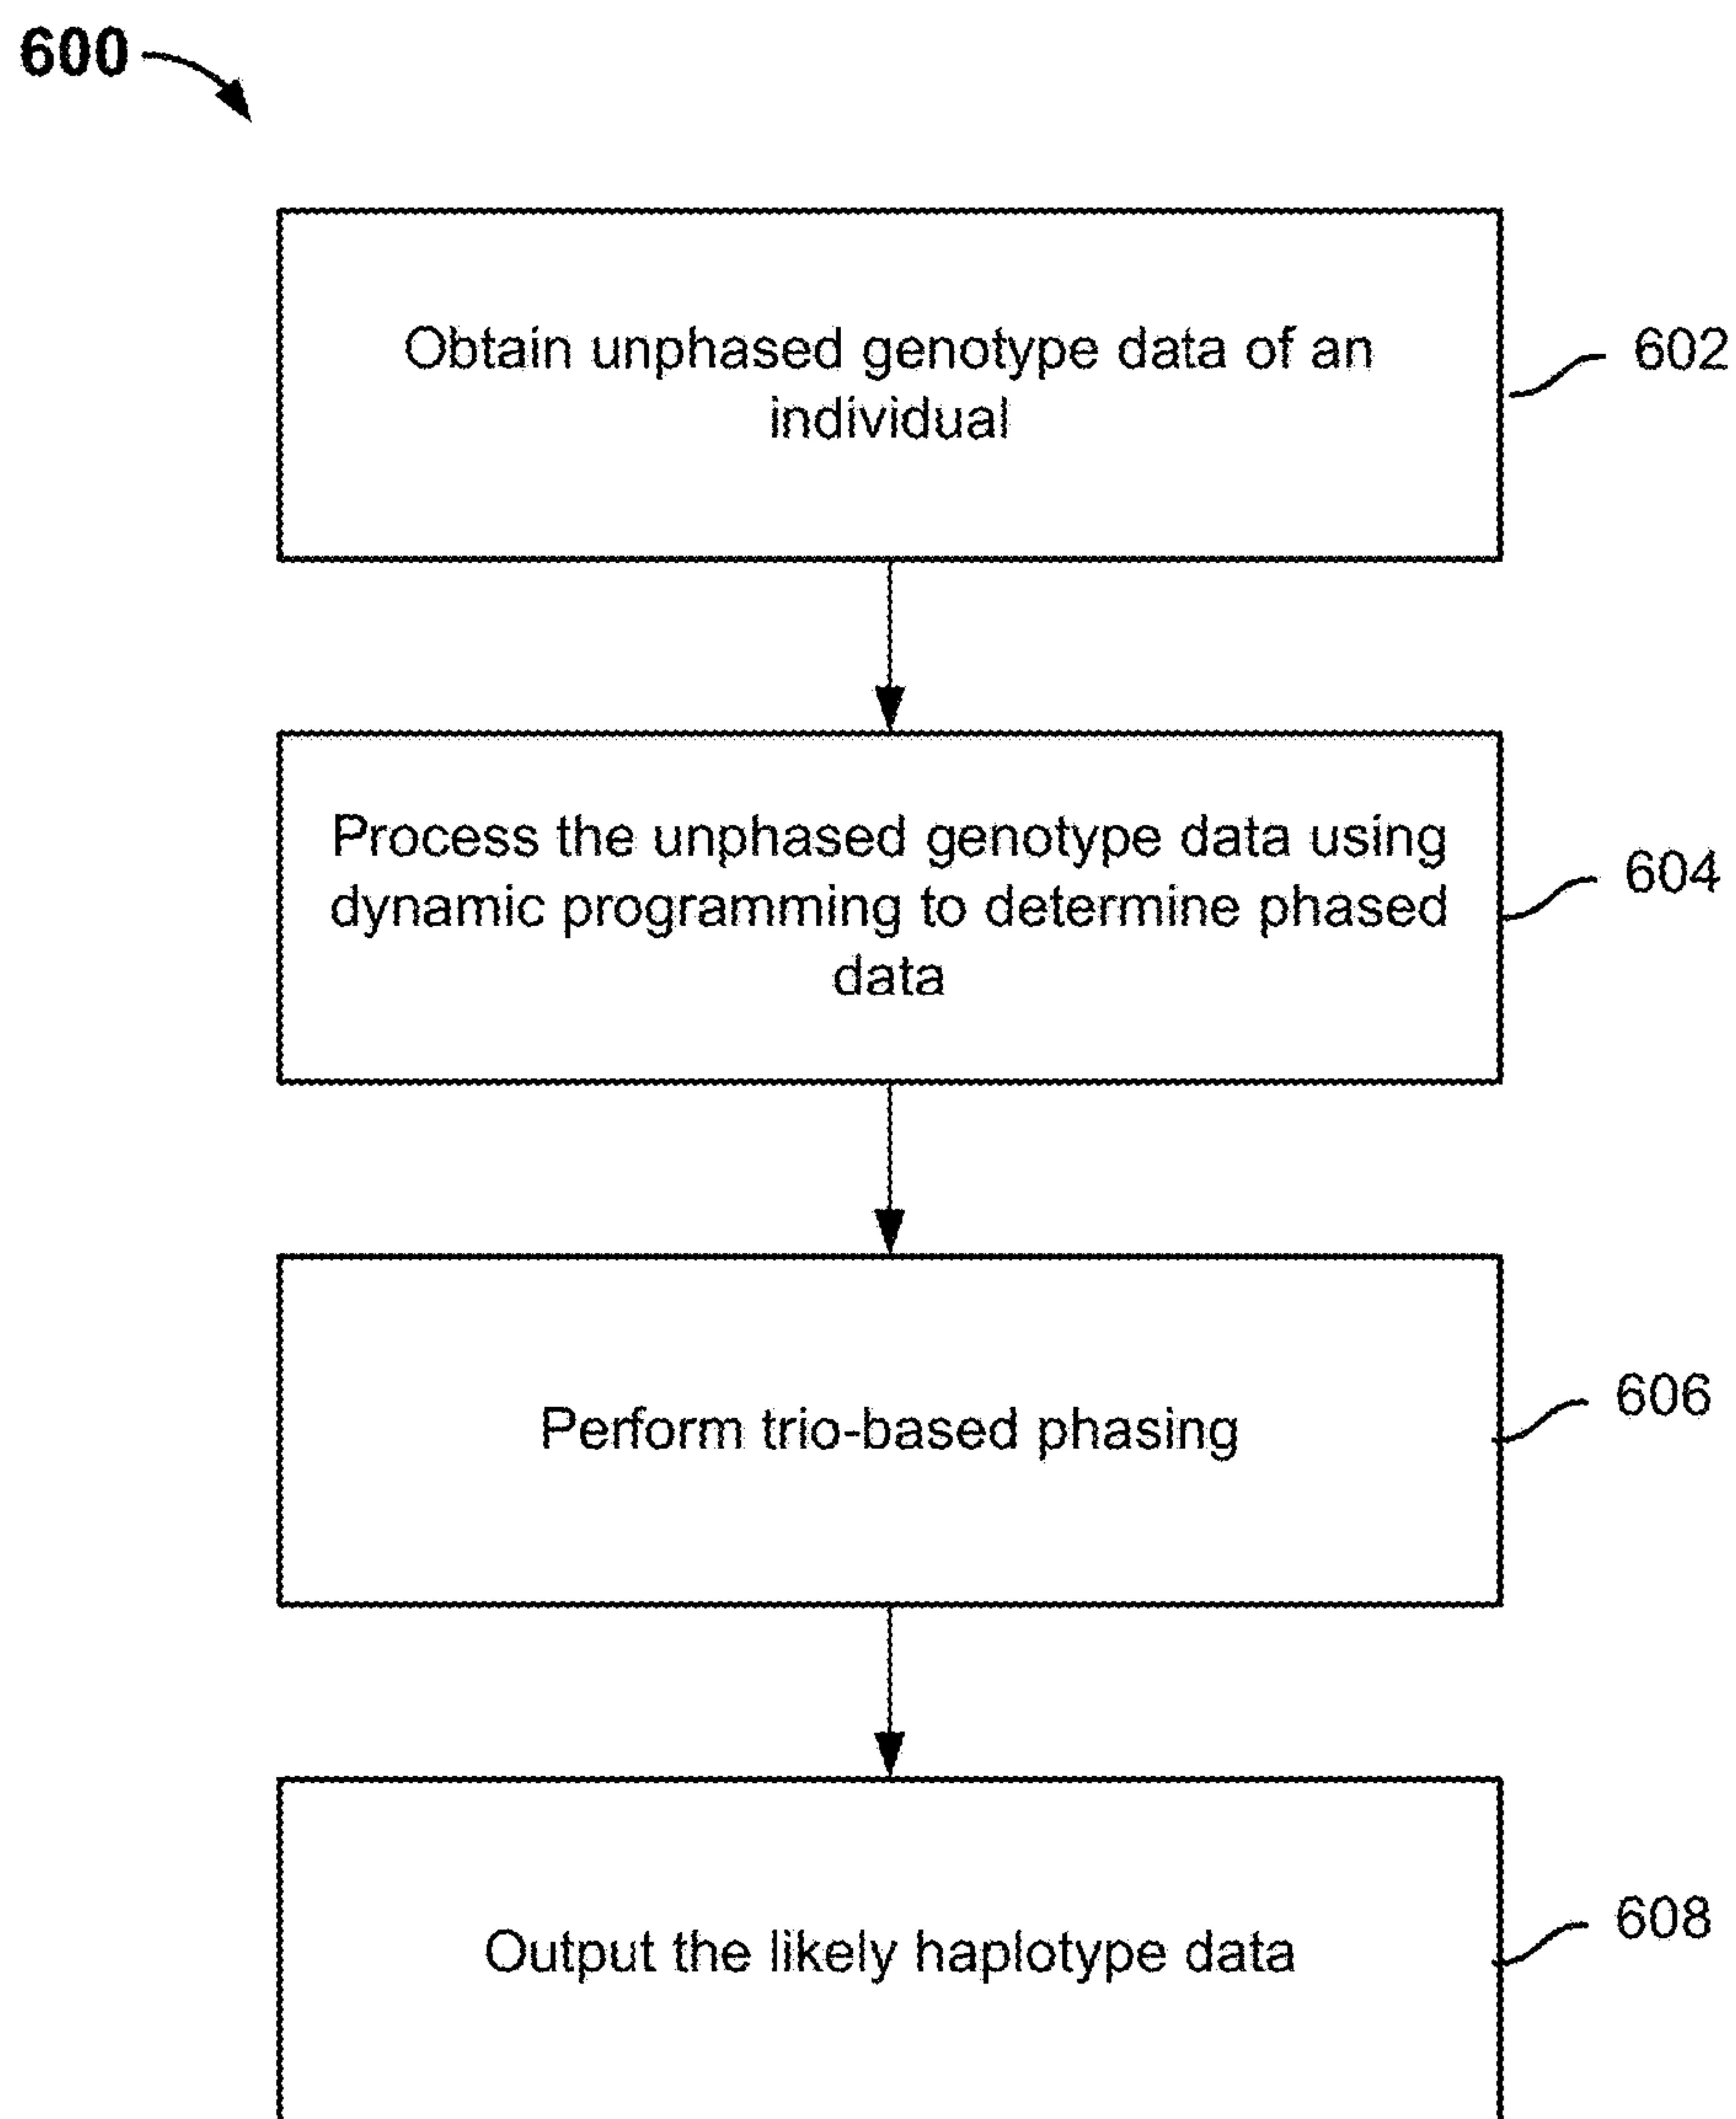 600
Obtain unphased genotype data of an
individual
602
Process the unphased genotype data using
dynamic programming to determine phased
data
604
Perform trio-based phasing
606
Output the likely haplotype data
608